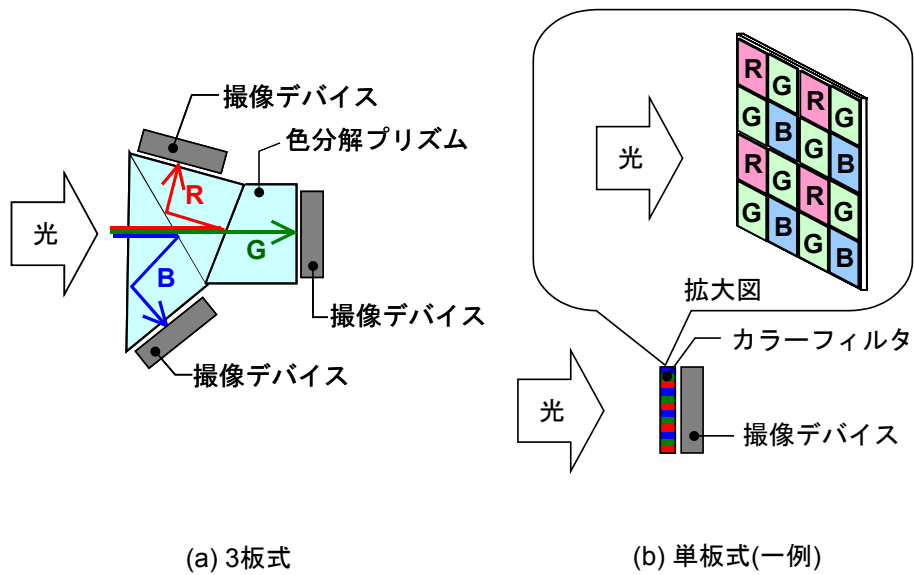 撮像デバイス
色分解プリズム
光
R
G
B
撮像デバイス
撮像デバイス
(a) 3板式
光
R G R G
G B G B
R G R G
G B G B
拡大図
カラーフィルタ
光
撮像デバイス
(b) 単板式(一例)